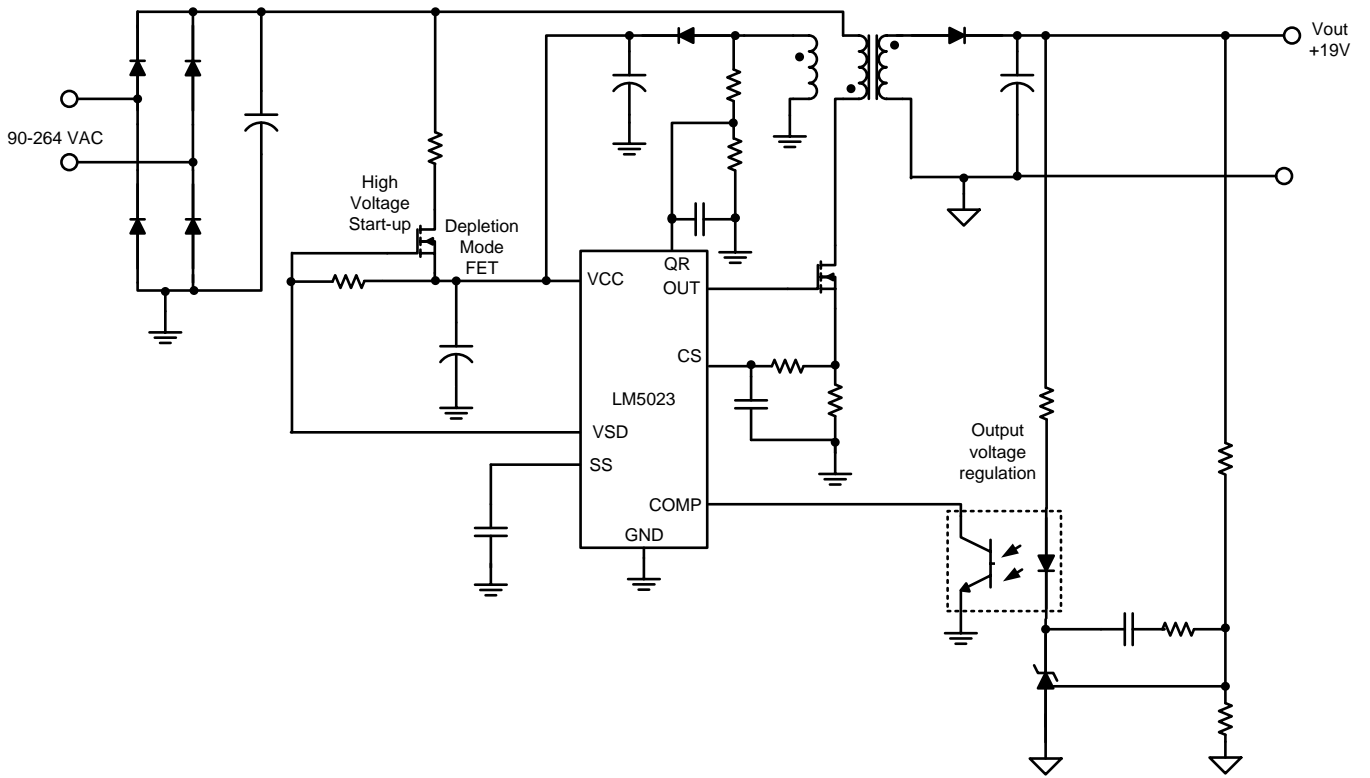 Vout
+19V
90-264 VAC
High
Voltage
Start-up
Depletion
Mode
FET
QR
VCC
OUT
CS
LM5023
VSD
SS
COMP
GND
Output
voltage
regulation